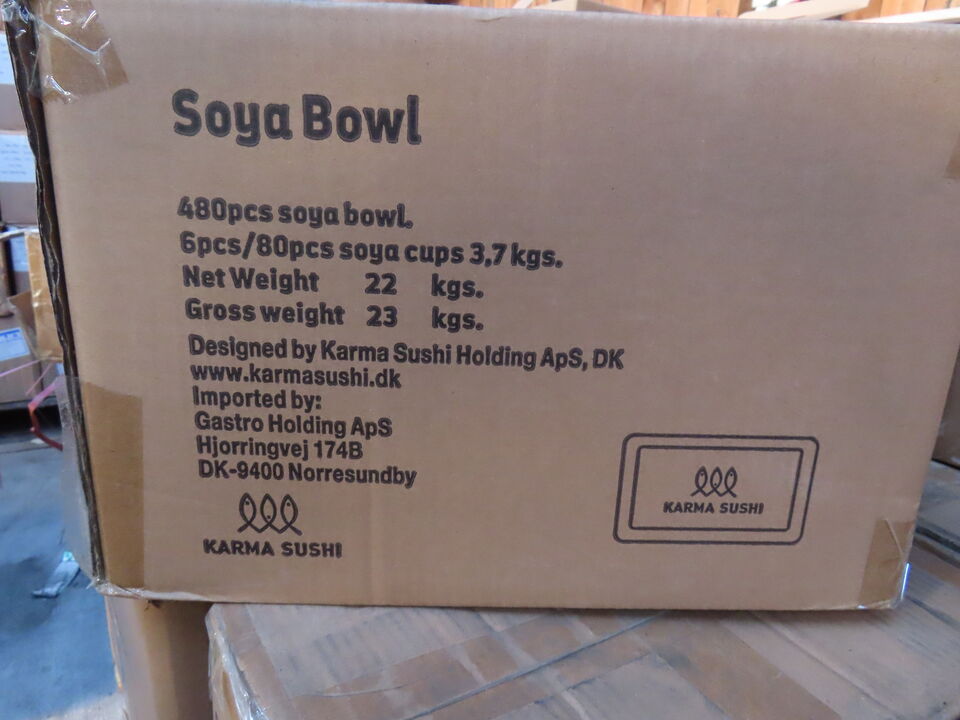 Soya Bowl
480pcs soya bowl.
6pcs/80pcs soya cups 3,7 kgs.
Net Weight 22 kgs.
Gross weight 23 kgs.
Designed by Karma Sushi Holding ApS, DK
www.karmasushi.dk
Imported by:
Gastro Holding ApS
Hjorringvej 174B
DK-9400 Norresundby
KARMA SUSHI
KARMA SUSHI